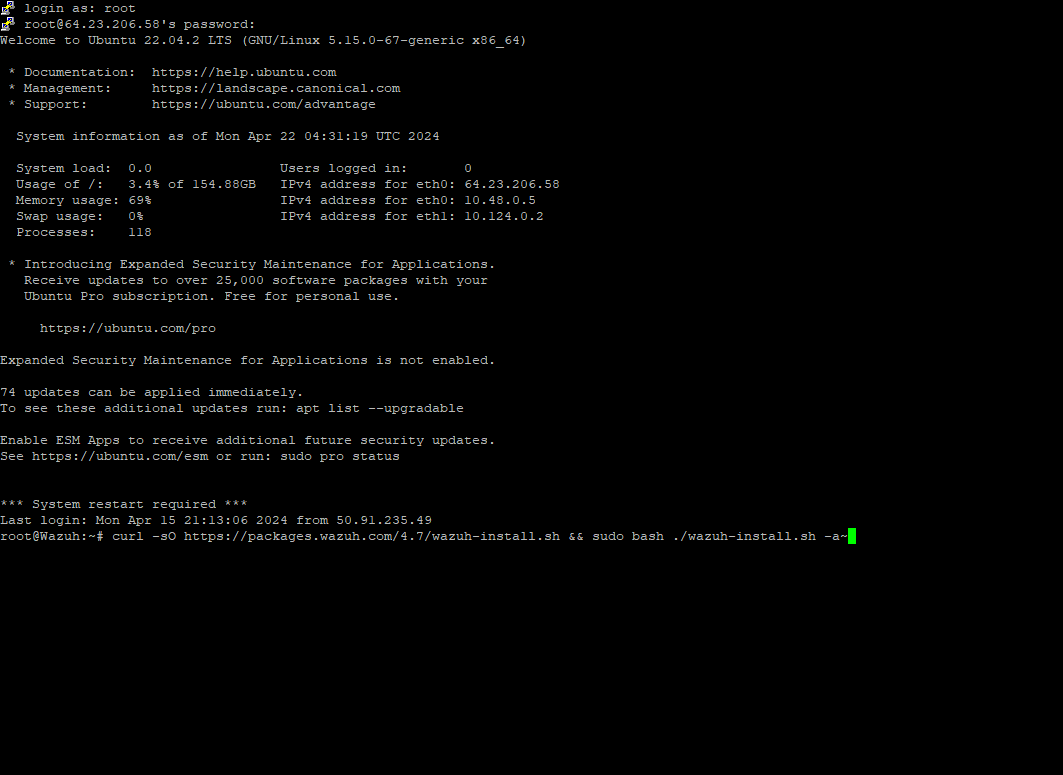 login as: root
root@64.23.206.58's password:
Welcome to Ubuntu 22.04.2 LTS (GNU/Linux 5.15.0-67-generic x86_64)

 * Documentation:  https://help.ubuntu.com
 * Management:     https://landscape.canonical.com
 * Support:        https://ubuntu.com/advantage

  System information as of Mon Apr 22 04:31:19 UTC 2024

  System load:  0.0                Users logged in:       0
  Usage of /:   3.4% of 154.88GB   IPv4 address for eth0: 64.23.206.58
  Memory usage: 69%                IPv4 address for eth0: 10.48.0.5
  Swap usage:   0%                 IPv4 address for eth1: 10.124.0.2
  Processes:    118

 * Introducing Expanded Security Maintenance for Applications.
   Receive updates to over 25,000 software packages with your
   Ubuntu Pro subscription. Free for personal use.

     https://ubuntu.com/pro

Expanded Security Maintenance for Applications is not enabled.

74 updates can be applied immediately.
To see these additional updates run: apt list --upgradable

Enable ESM Apps to receive additional future security updates.
See https://ubuntu.com/esm or run: sudo pro status


*** System restart required ***
Last login: Mon Apr 15 21:13:06 2024 from 50.91.235.49
root@Wazuh:~# curl -sO https://packages.wazuh.com/4.7/wazuh-install.sh && sudo bash ./wazuh-install.sh -a~